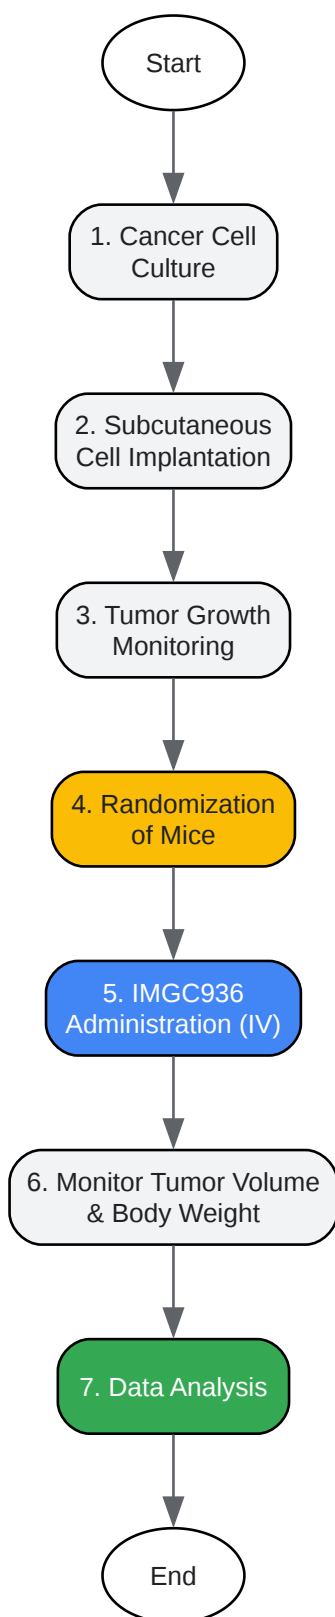 Start
1. Cancer Cell
Culture
2. Subcutaneous
Cell Implantation
3. Tumor Growth
Monitoring
4. Randomization
of Mice
5. IMGC936
Administration (IV)
6. Monitor Tumor Volume
& Body Weight
7. Data Analysis
End